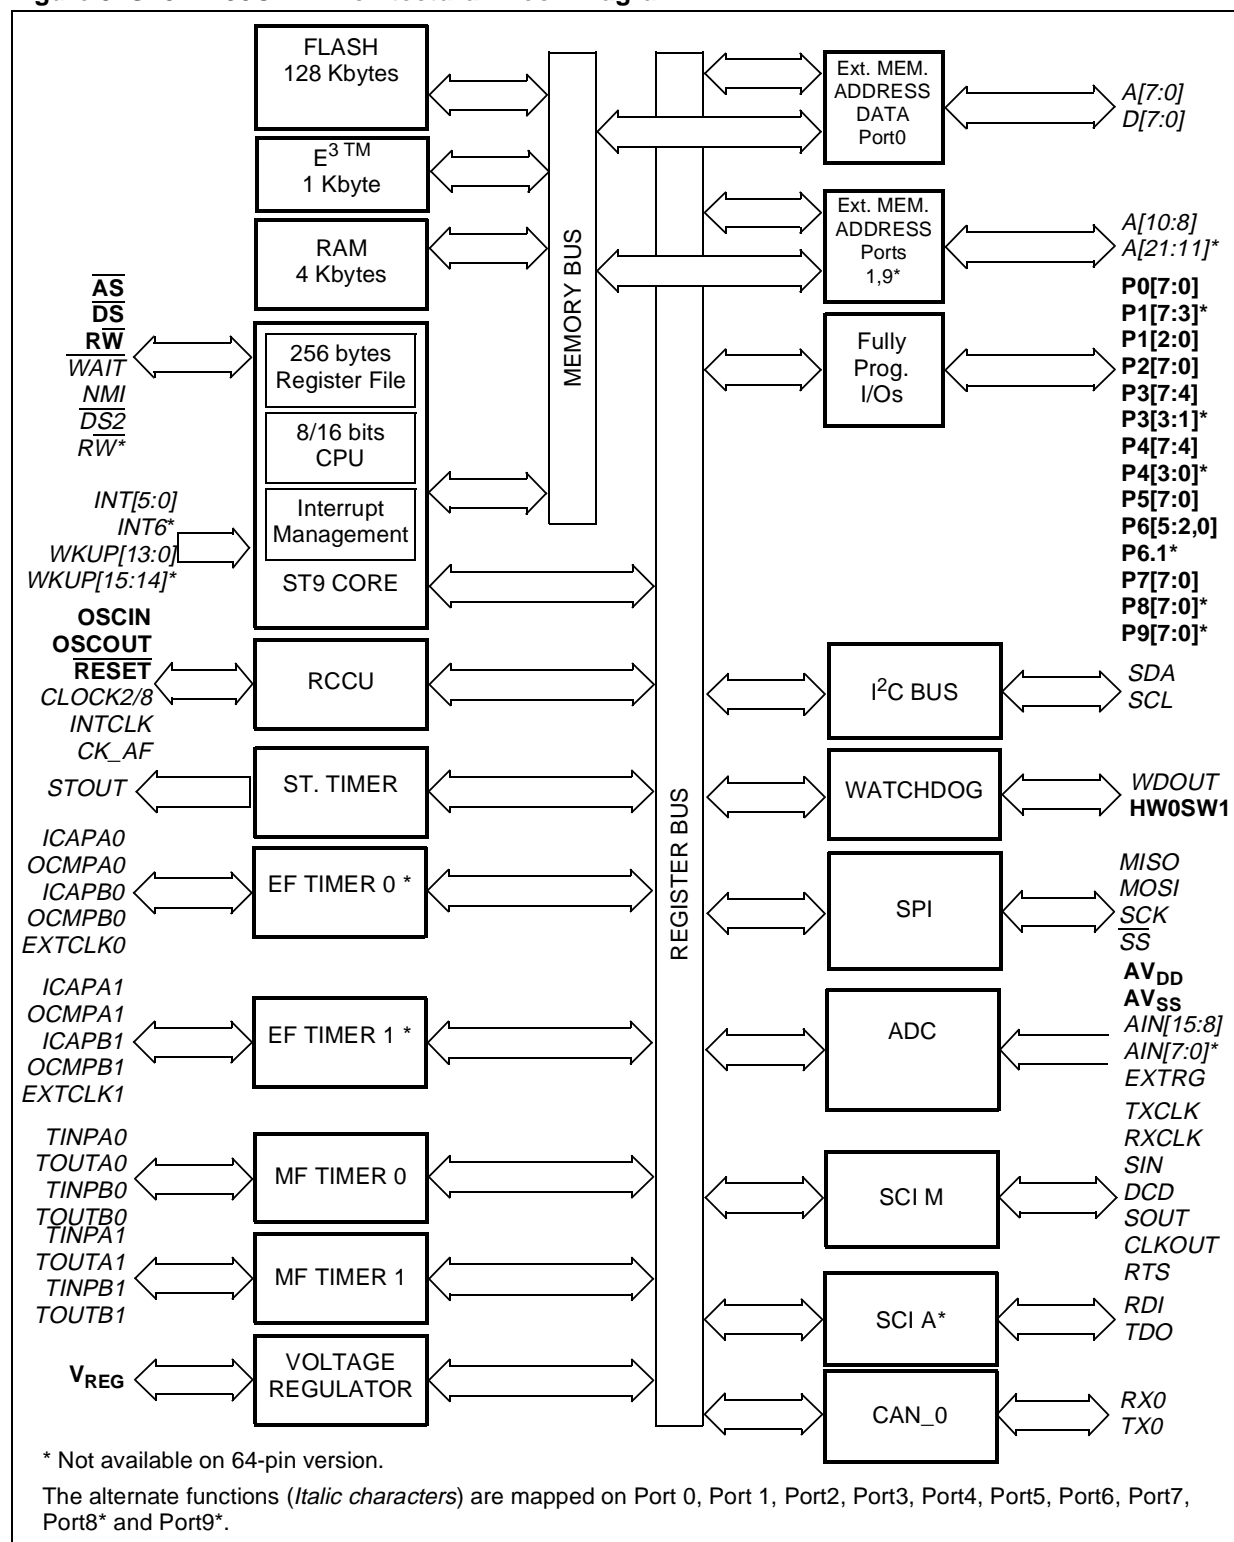 FLASH
128 Kbytes
E3 TM
1 Kbyte
RAM
4 Kbytes
AS
DS
RW
WAIT
NMI
DS2
RW*
256 bytes
Register File
8/16 bits
CPU
Interrupt
Management
ST9 CORE
INT[5:0]
INT6*
WKUP[13:0]
WKUP[15:14]*
OSCIN
OSCOUT
RESET
CLOCK2/8
INTCLK
CK_AF
RCCU
STOUT
ST. TIMER
ICAPA0
OCMPA0
ICAPB0
OCMPB0
EXTCLK0
EF TIMER 0 *
ICAPA1
OCMPA1
ICAPB1
OCMPB1
EXTCLK1
EF TIMER 1 *
TINPA0
TOUTA0
TINPB0
TOUTB0
MF TIMER 0
TINPA1
TOUTA1
TINPB1
TOUTB1
MF TIMER 1
VREG
VOLTAGE
REGULATOR
MEMORY BUS
REGISTER BUS
Ext. MEM.
ADDRESS
DATA
Port0
A[7:0]
D[7:0]
Ext. MEM.
ADDRESS
Ports
1,9*
A[10:8]
A[21:11]*
Fully
Prog.
I/Os
P0[7:0]
P1[7:3]*
P1[2:0]
P2[7:0]
P3[7:4]
P3[3:1]*
P4[7:4]
P4[3:0]*
P5[7:0]
P6[5:2,0]
P6.1*
P7[7:0]
P8[7:0]*
P9[7:0]*
I2C BUS
SDA
SCL
WATCHDOG
WDOUT
HW0SW1
SPI
MISO
MOSI
SCK
SS
ADC
AVDD
AVSS
AIN[15:8]
AIN[7:0]*
EXTRG
SCI M
TXCLK
RXCLK
SIN
DCD
SOUT
CLKOUT
RTS
SCI A*
RDI
TDO
CAN_0
RX0
TX0
* Not available on 64-pin version.
The alternate functions (Italic characters) are mapped on Port 0, Port 1, Port2, Port3, Port4, Port5, Port6, Port7,
Port8* and Port9*.